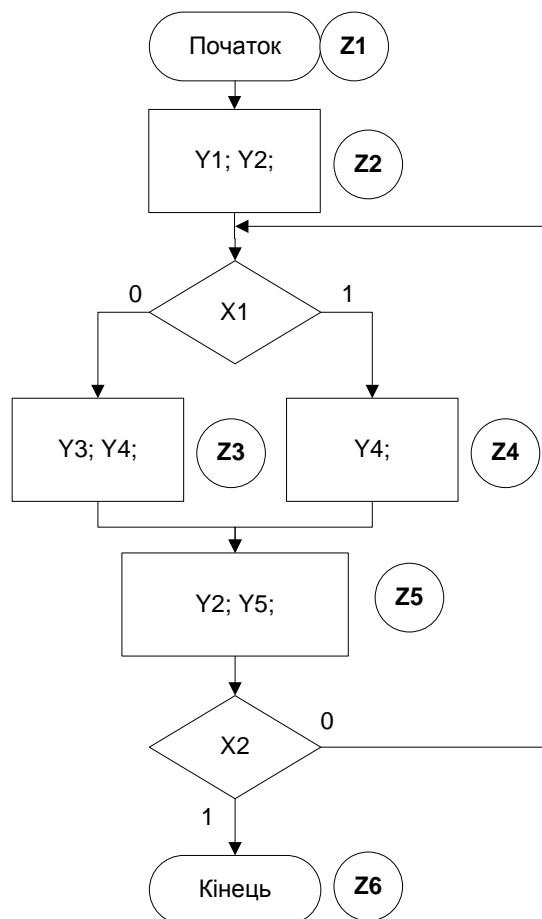 Початок Z1
Y1; Y2; Z2
0 X1 1
Y3; Y4; Z3 Y4; Z4
Y2; Y5; Z5
X2 0
1
Кінець Z6